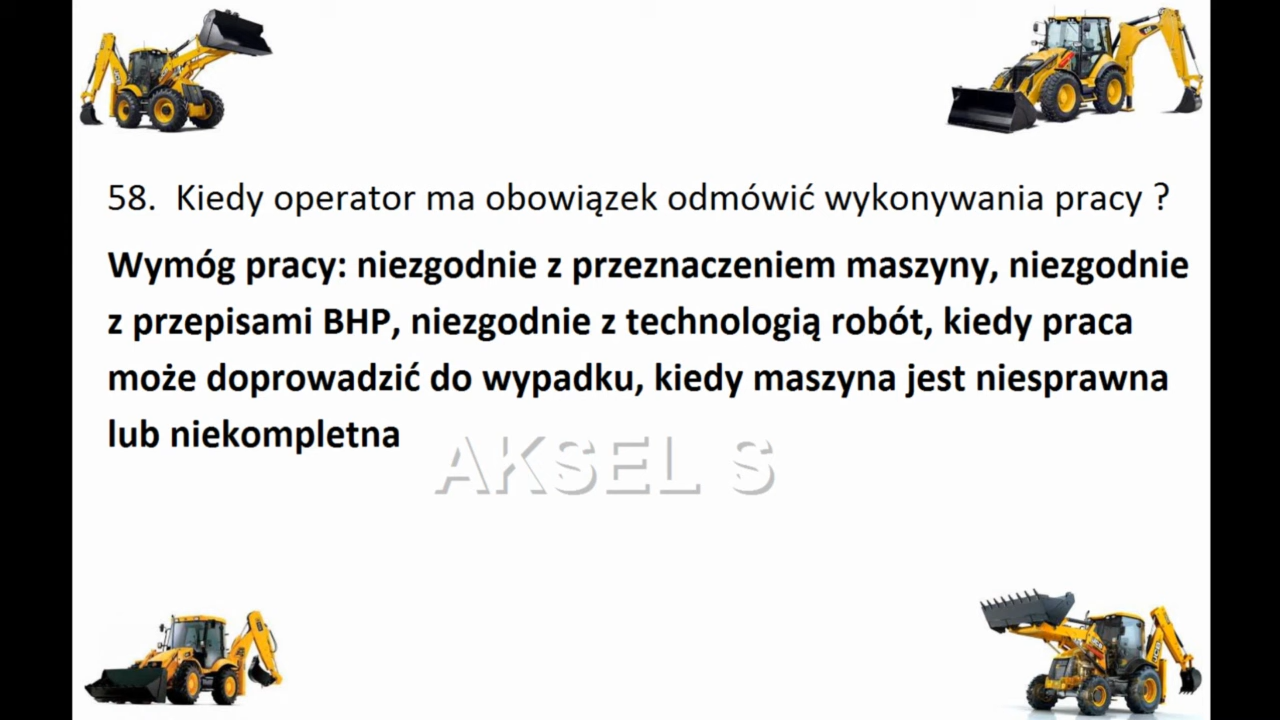 58. Kiedy operator ma obowiązek odmówić wykonywania pracy ?
Wymóg pracy: niezgodnie z przeznaczeniem maszyny, niezgodnie
z przepisami BHP, niezgodnie z technologią robót, kiedy praca
może doprowadzić do wypadku, kiedy maszyna jest niesprawna
lub niekompletna
AKSEL S